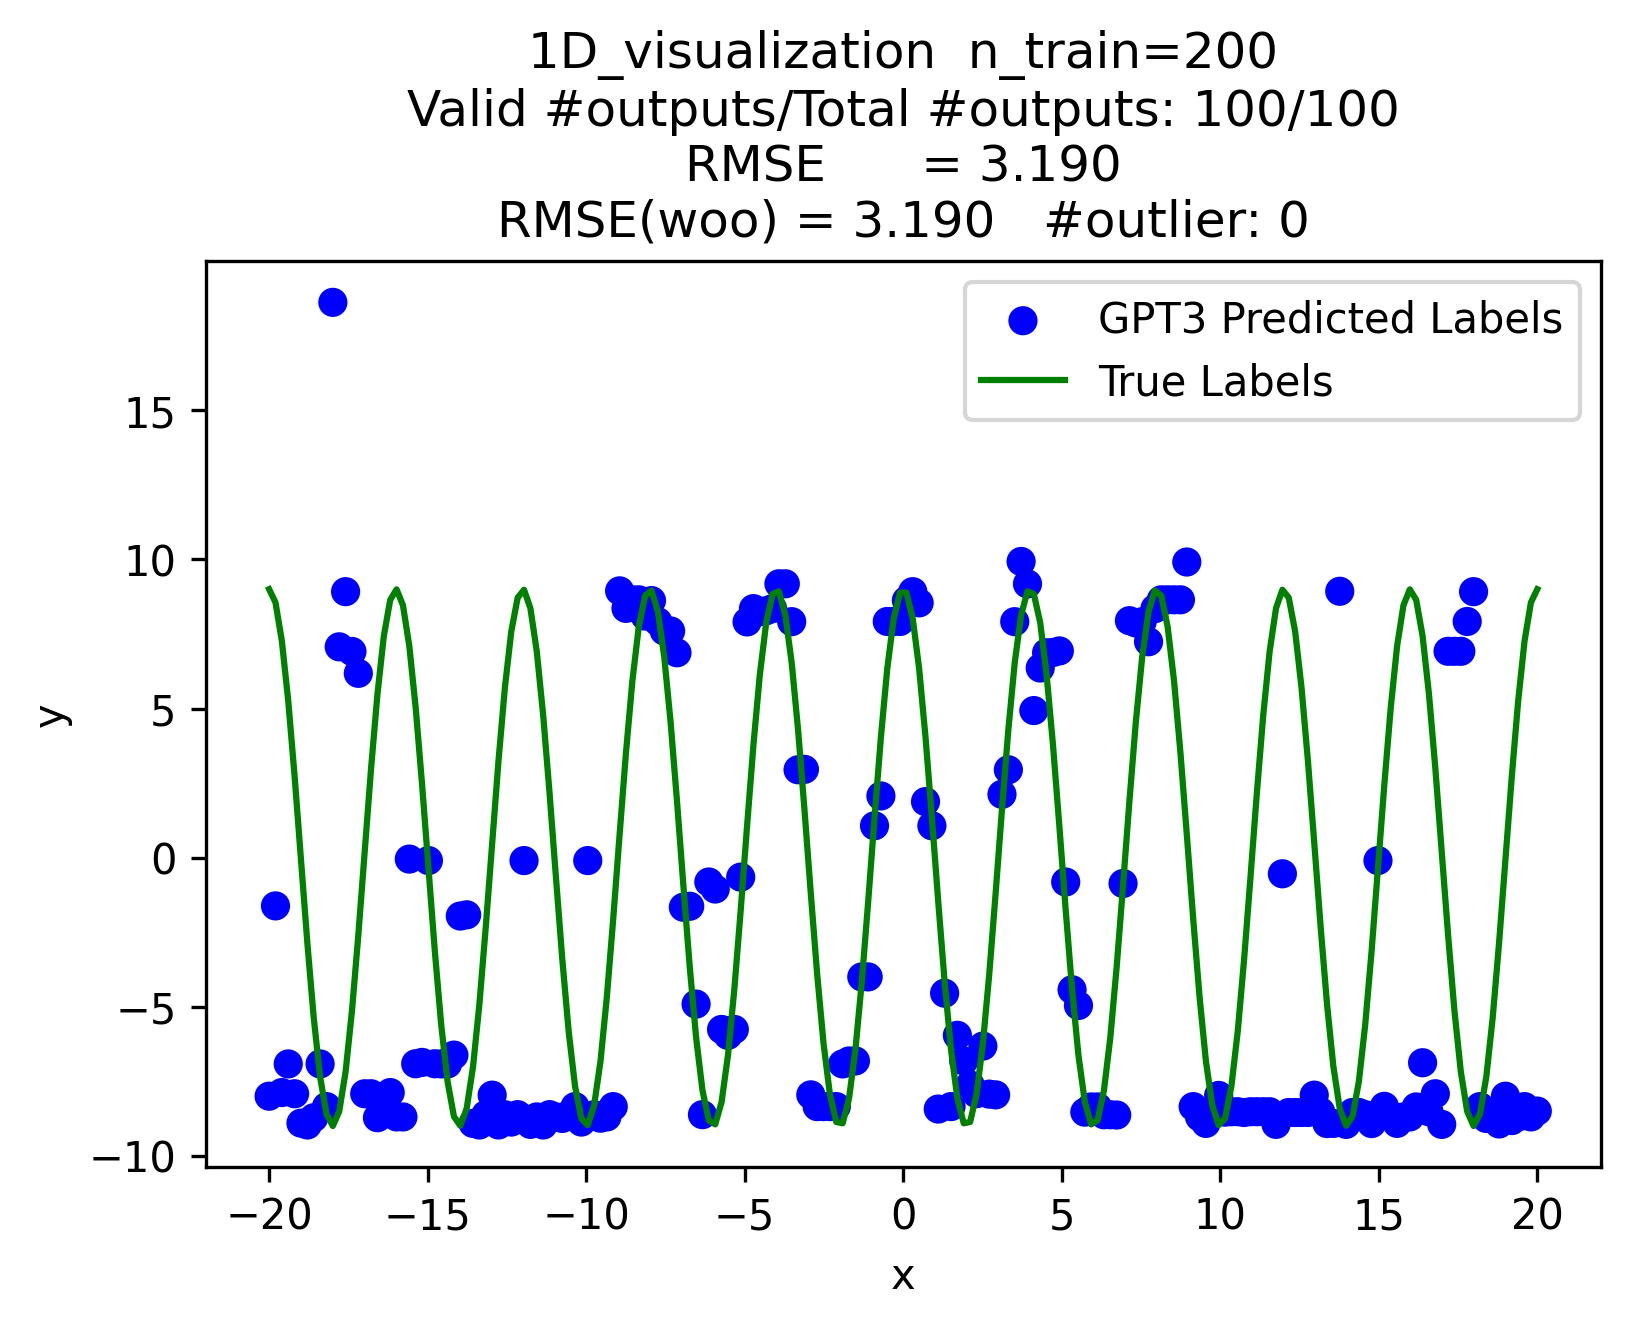 1D_visualization  n_train=200
Valid #outputs/Total #outputs: 100/100
RMSE      = 3.190
RMSE(woo) = 3.190   #outlier: 0
GPT3 Predicted Labels
True Labels
15
10
5
0
−5
−10
y
−20 −15 −10 −5 0 5 10 15 20
x